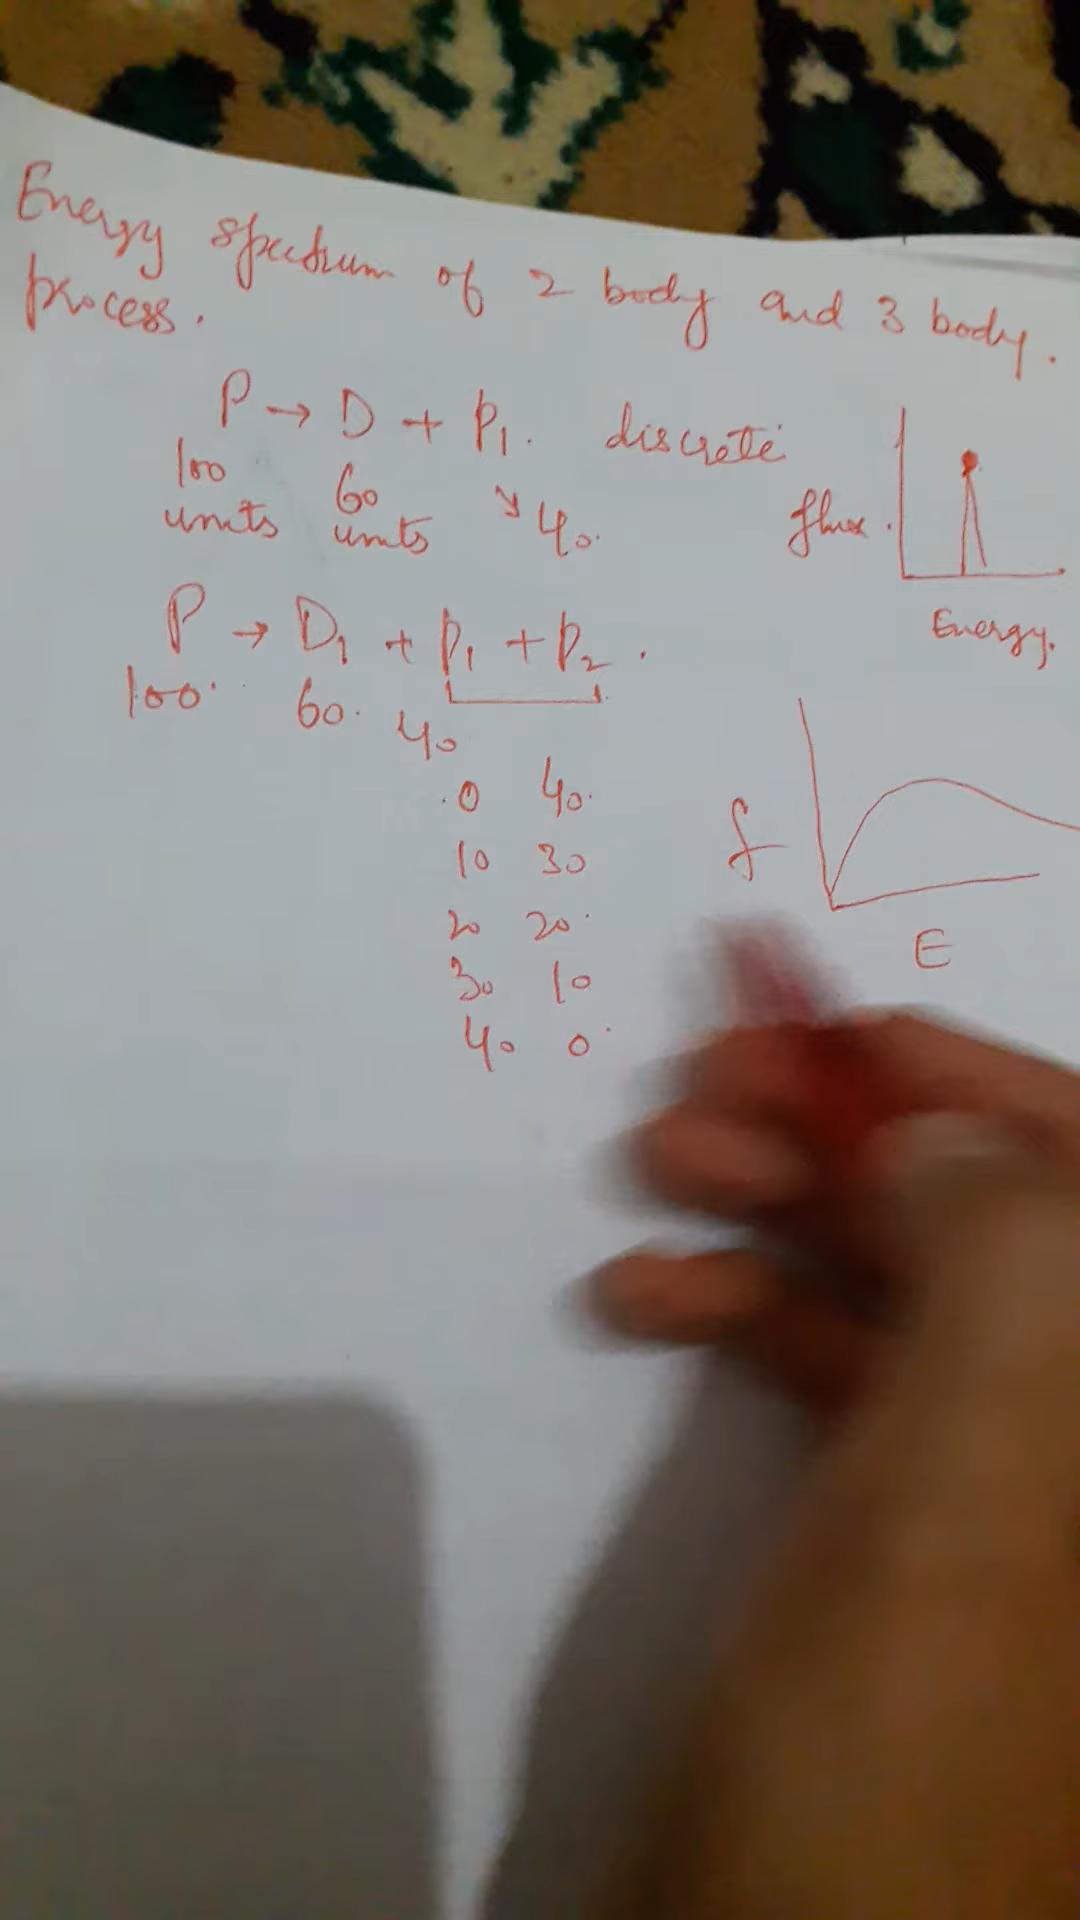 Energy spectrum of 2 body and 3 body.
process.
P → D + P1. discrete
100 units 60 units ↘ 40.
flux.
Energy.
P → D1 + P1 + P2.
100. 60. 40
0 40.
10 30
20 20.
30 10
40 0.
f
E